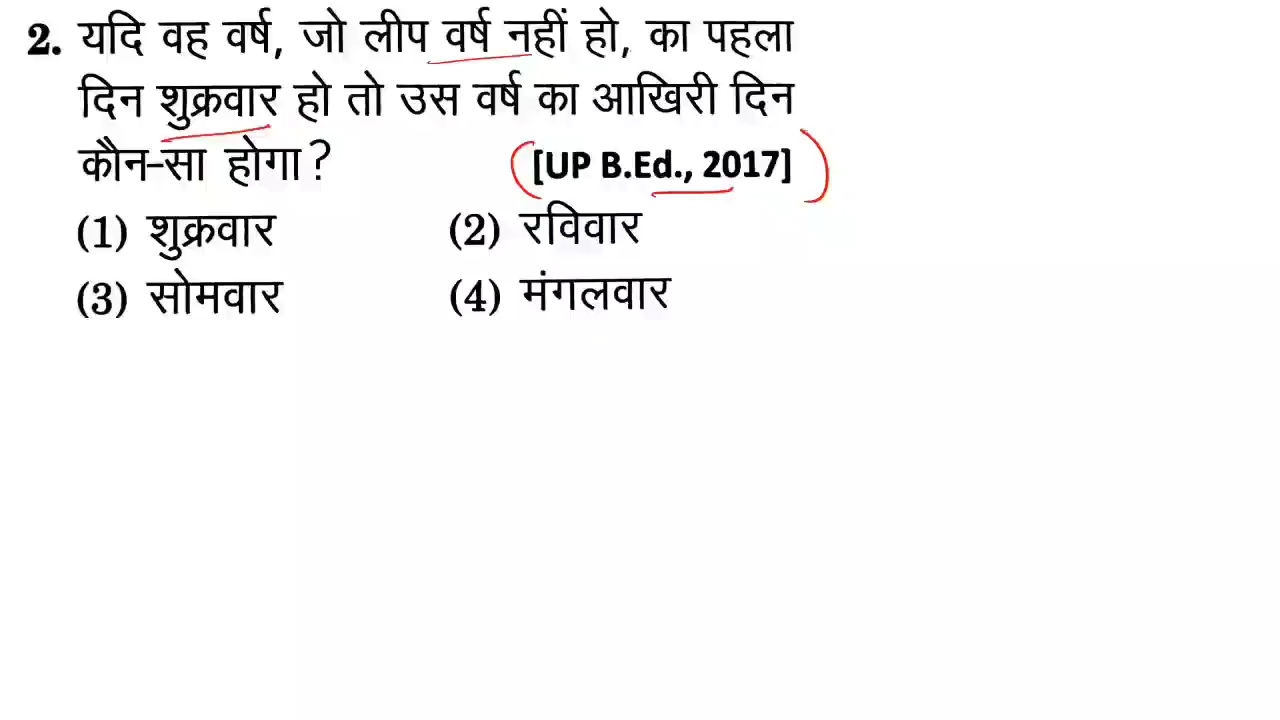 2. यदि वह वर्ष, जो लीप वर्ष नहीं हो, का पहला
दिन शुक्रवार हो तो उस वर्ष का आखिरी दिन
कौन-सा होगा? [UP B.Ed., 2017]
(1) शुक्रवार (2) रविवार
(3) सोमवार (4) मंगलवार